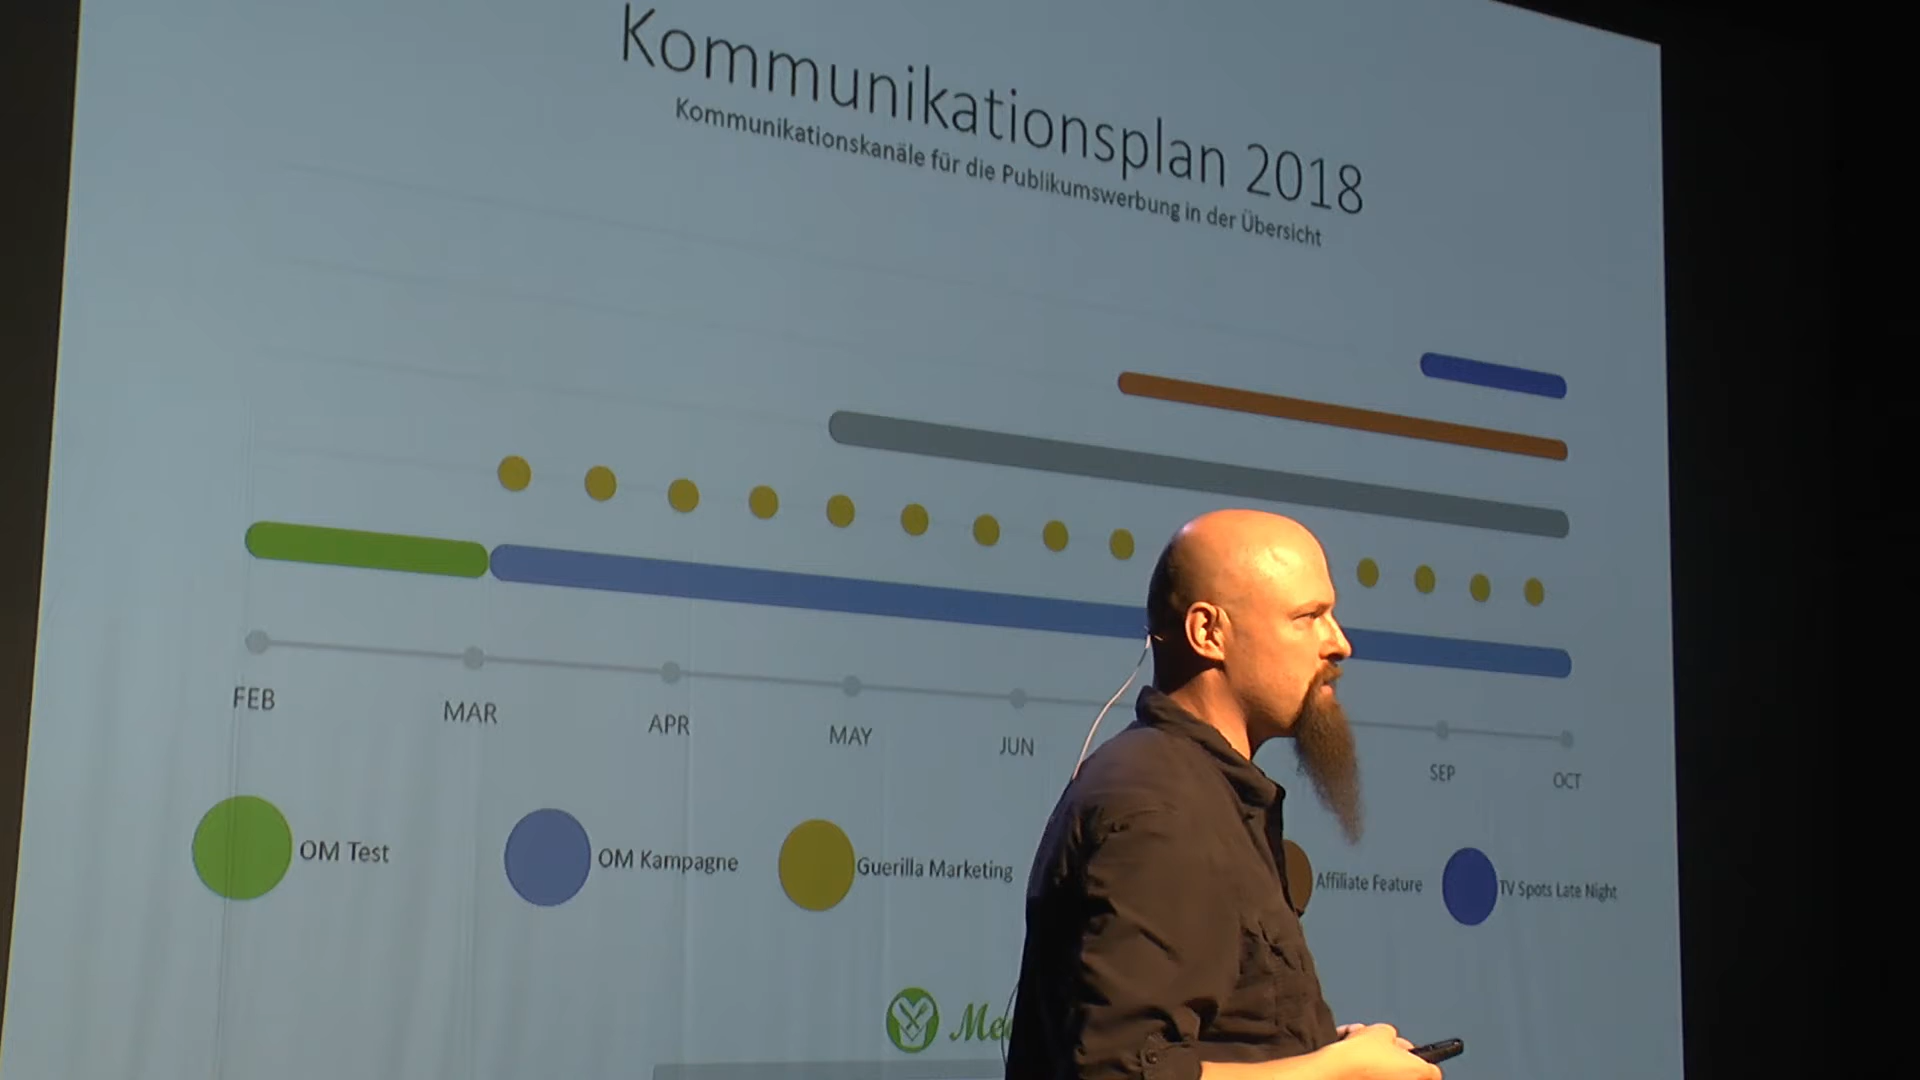 Kommunikationsplan 2018
Kommunikationskanäle für die Publikumswerbung in der Übersicht
FEB
MAR
APR
MAY
JUN
SEP
OCT
OM Test
OM Kampagne
Guerilla Marketing
Affiliate Feature
TV Spots Late Night